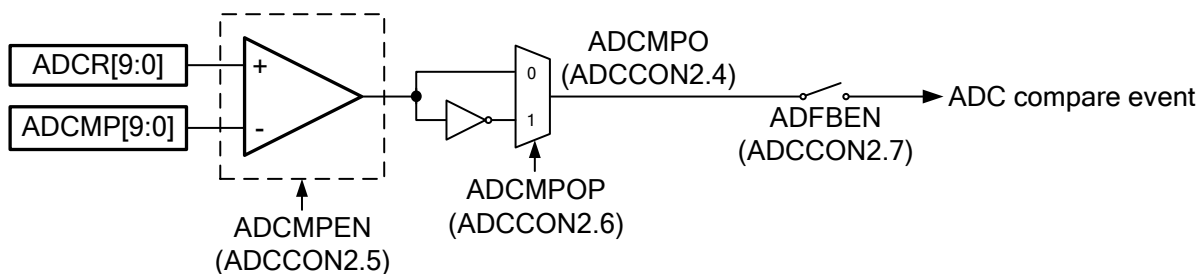 ADCR[9:0]
ADCMP[9:0]
+
-
ADCMPEN
(ADCCON2.5)
0
1
ADCMPOP
(ADCCON2.6)
ADCMPO
(ADCCON2.4)
ADFBEN
(ADCCON2.7)
ADC compare event